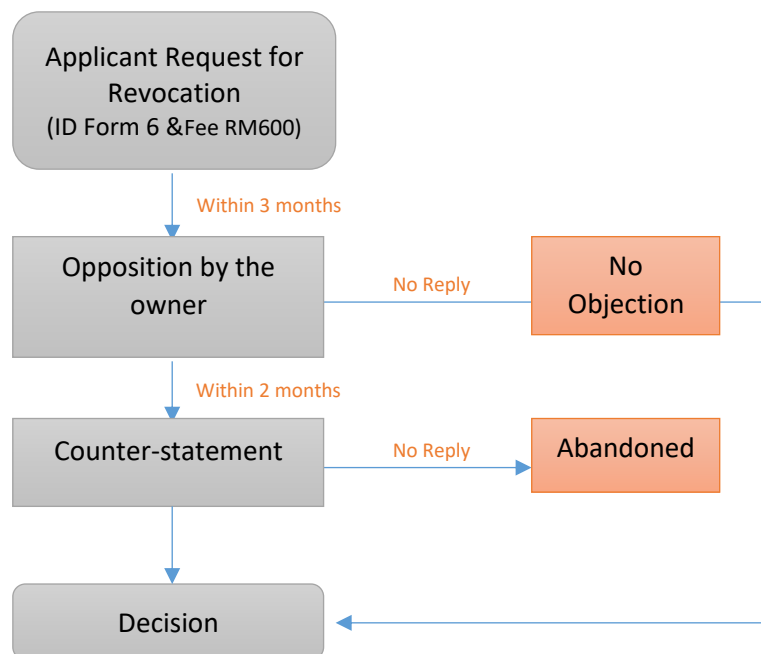 Applicant Request for
Revocation
(ID Form 6 &Fee RM600)
Within 3 months
Opposition by the
owner
No Reply
No
Objection
Within 2 months
Counter-statement
No Reply
Abandoned
Decision